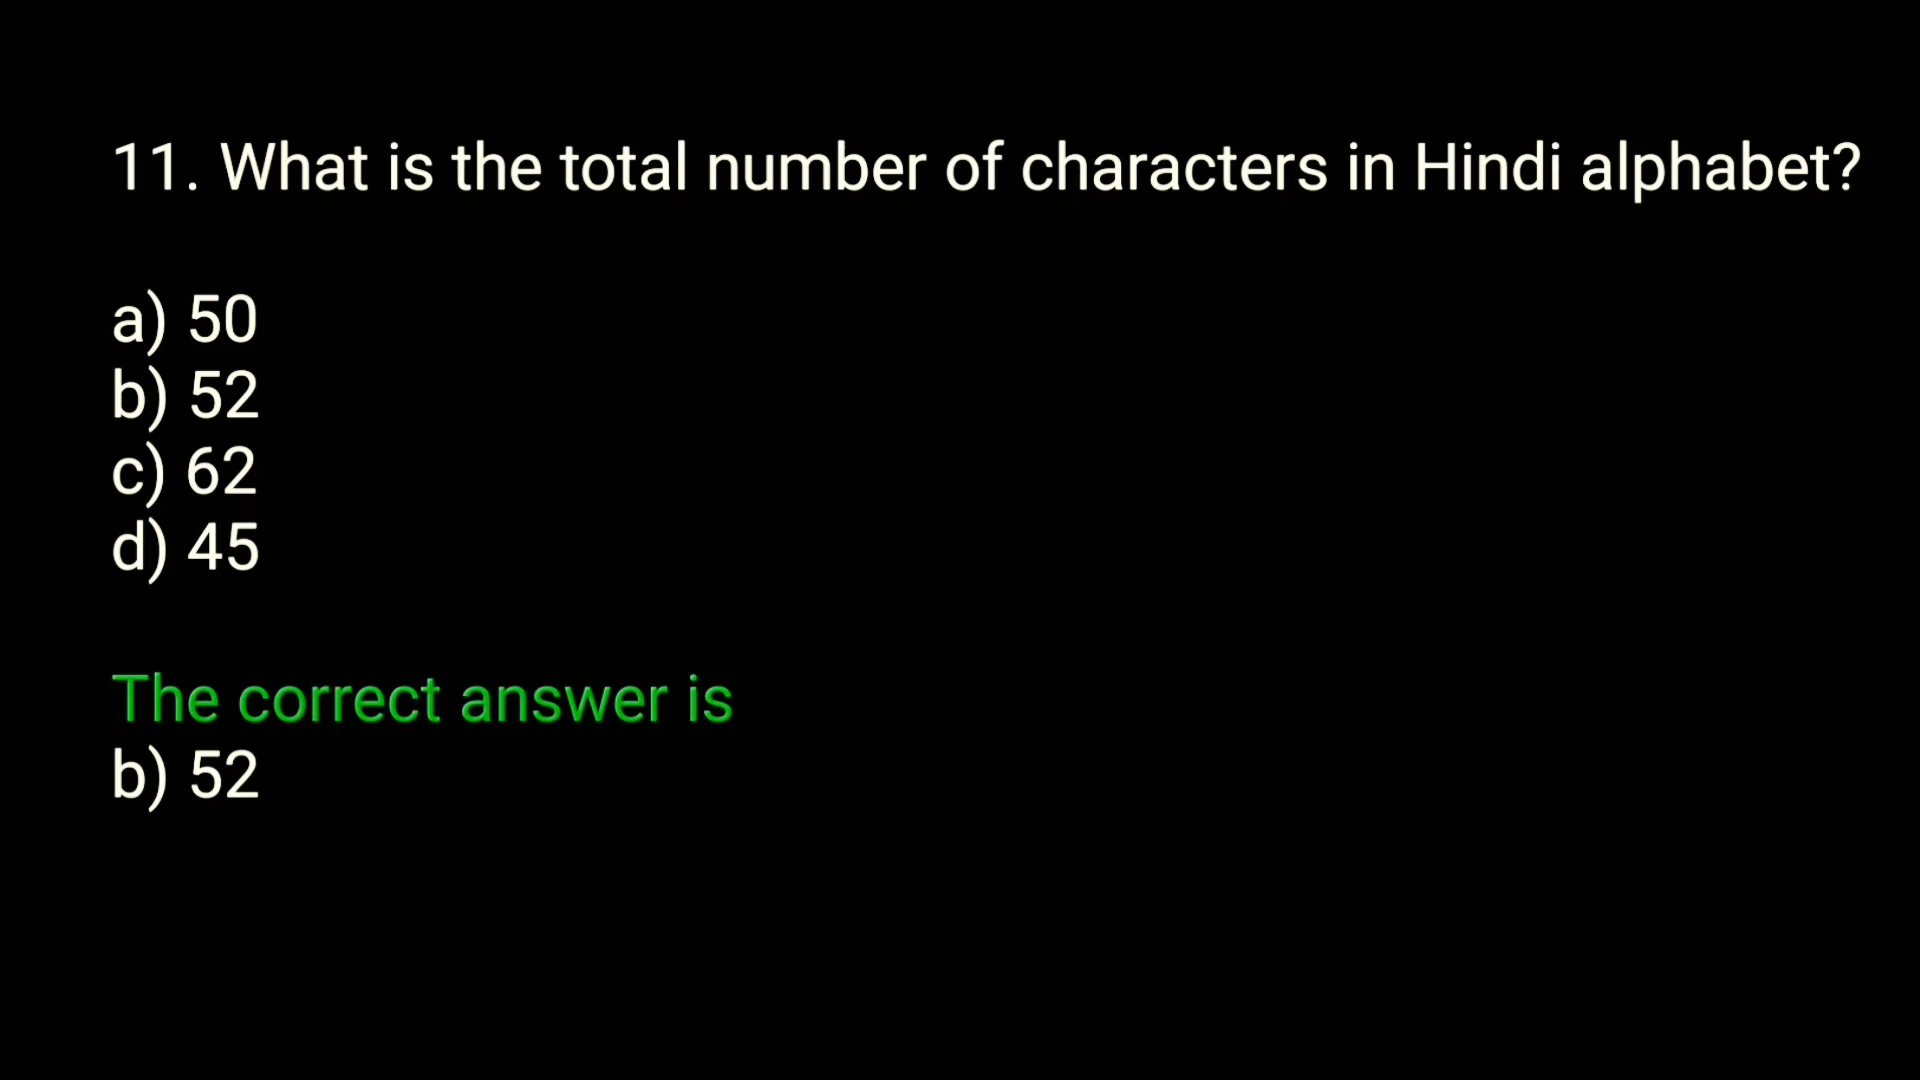 11. What is the total number of characters in Hindi alphabet?
a) 50
b) 52
c) 62
d) 45
The correct answer is
b) 52